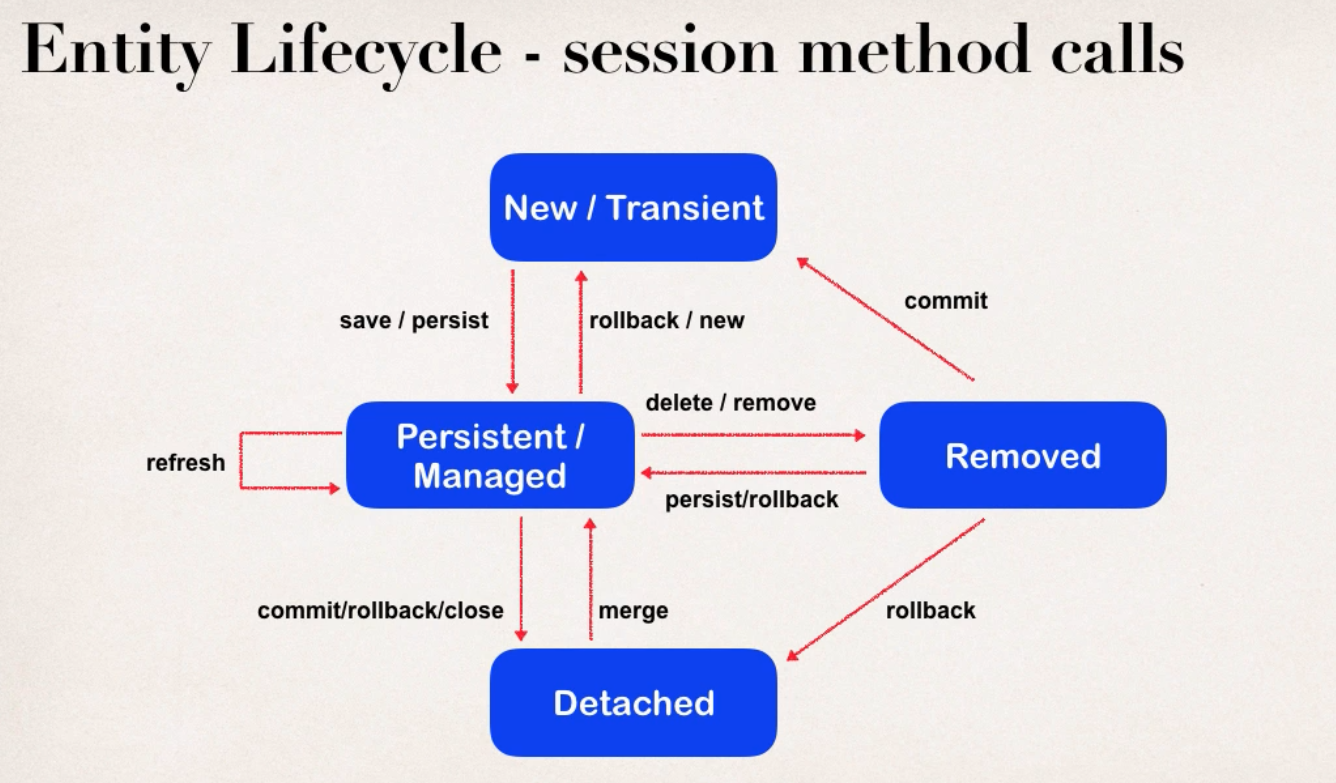 Entity Lifecycle - session method calls
New / Transient
commit
save / persist
rollback / new
delete / remove
Persistent /
Managed
Removed
refresh
persist/rollback
commit/rollback/close
merge
rollback
Detached